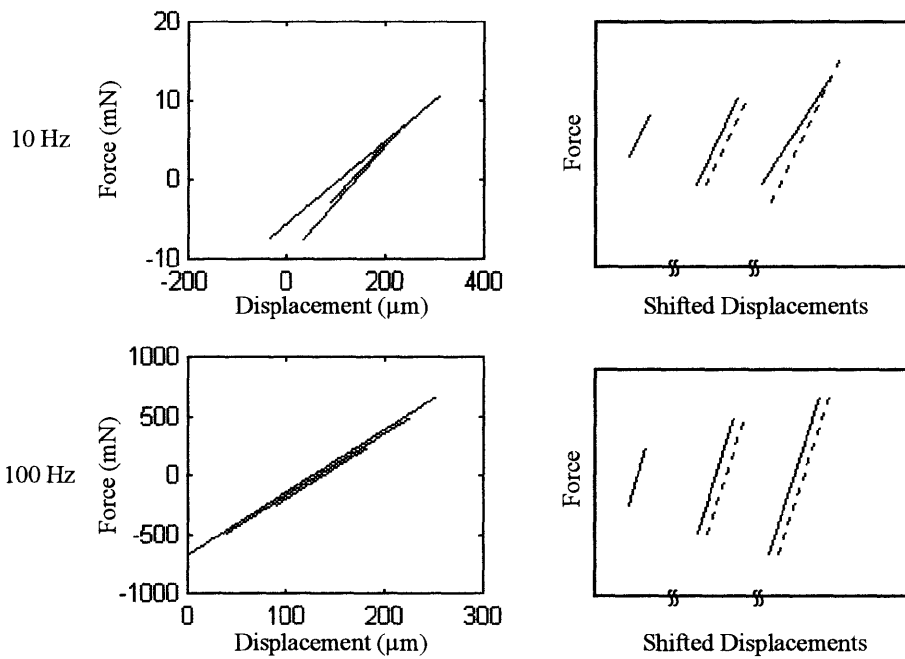 10 Hz
Force (mN)
20
10
0
-10
-200
0
200
400
Displacement (μm)
Force
Shifted Displacements
100 Hz
Force (mN)
1000
500
0
-500
-1000
0
100
200
300
Displacement (μm)
Force
Shifted Displacements